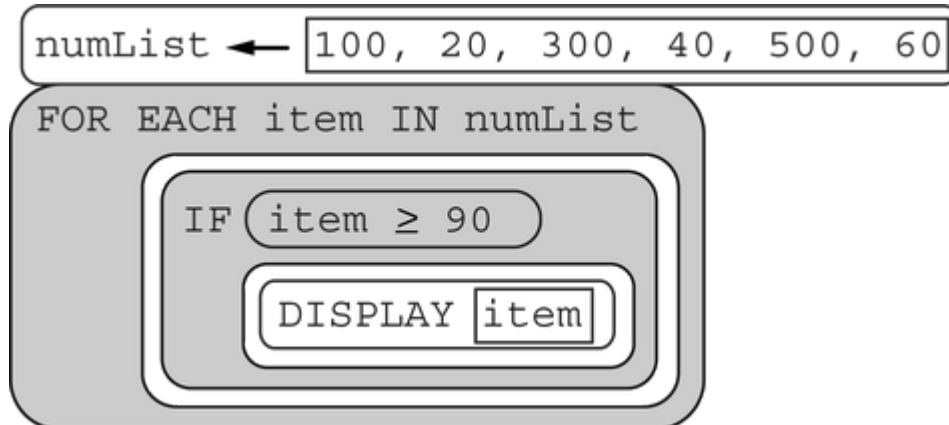 numList ← 100, 20, 300, 40, 500, 60
FOR EACH item IN numList
IF item ≥ 90
DISPLAY item